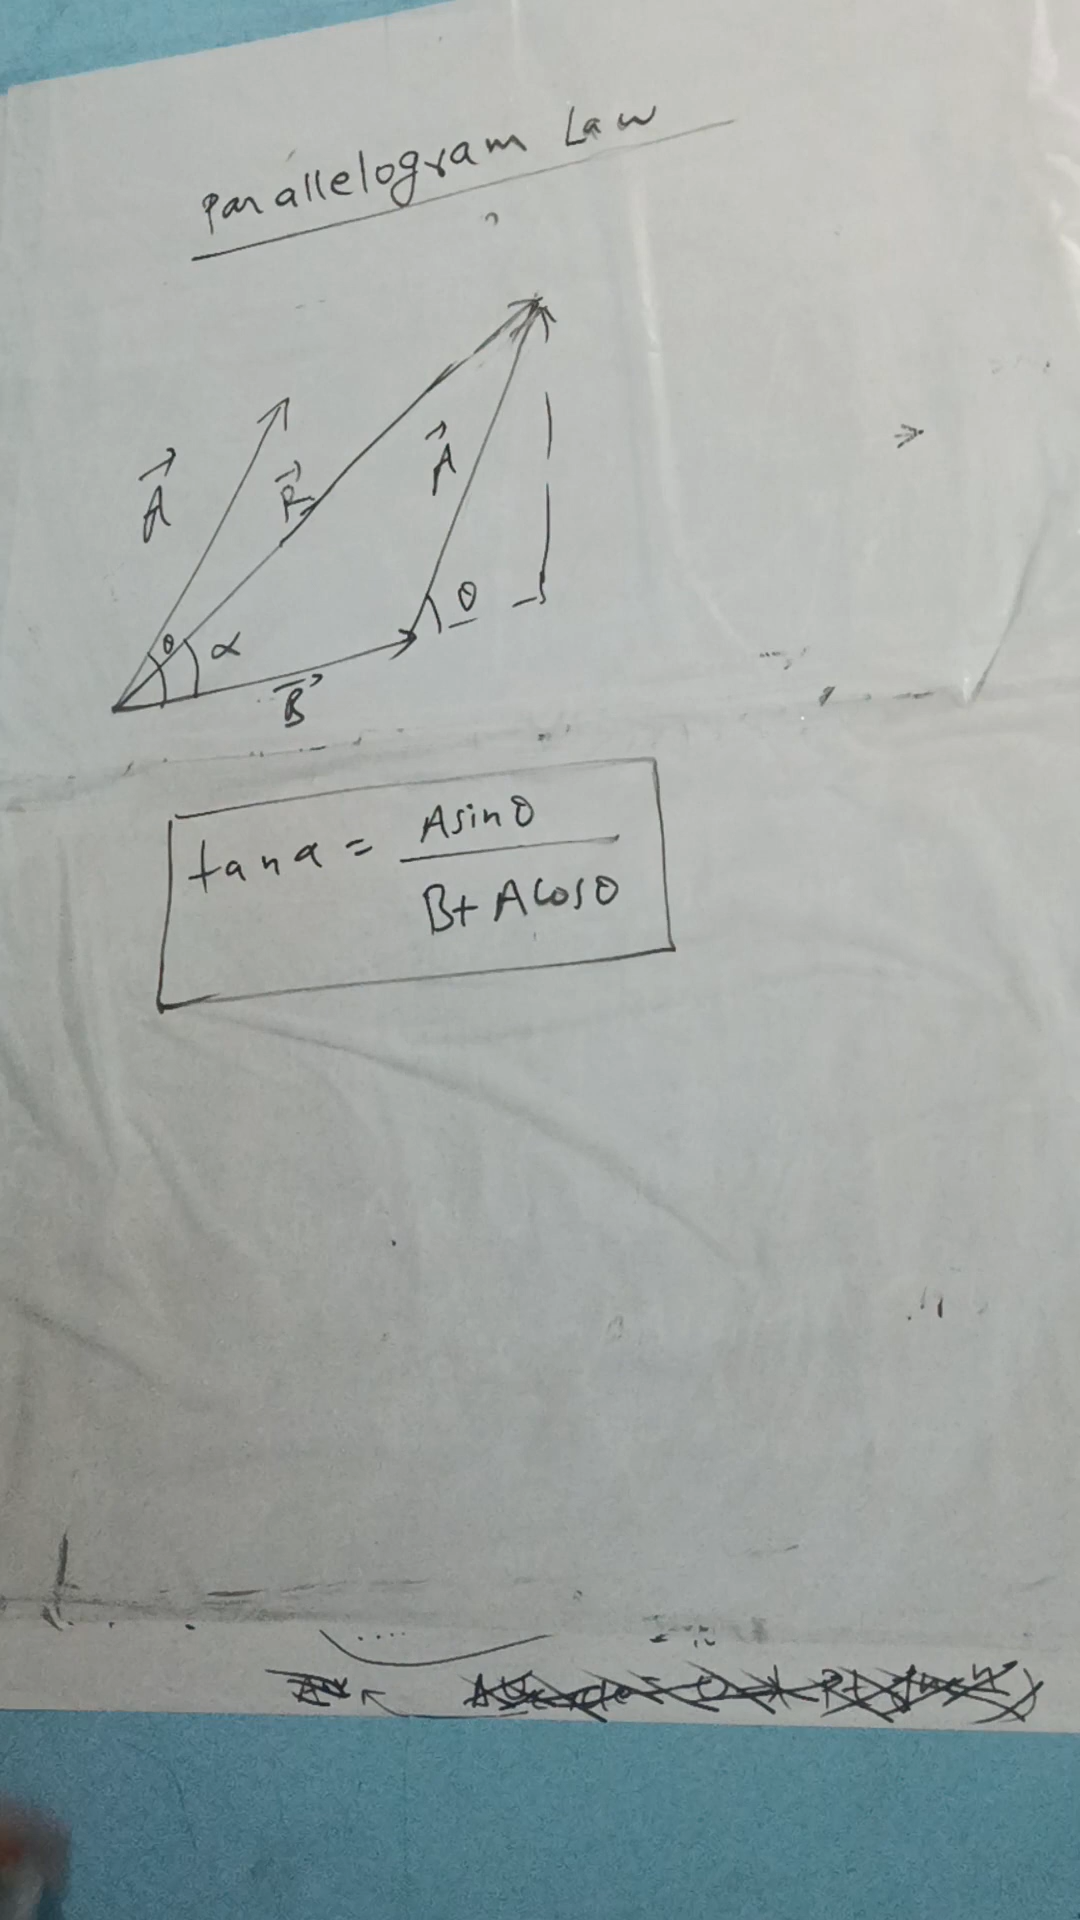 Parallelogram Law
A⃗
R⃗
A⃗
θ
α
θ
B⃗
tan α = A sin θ / B + A cos θ